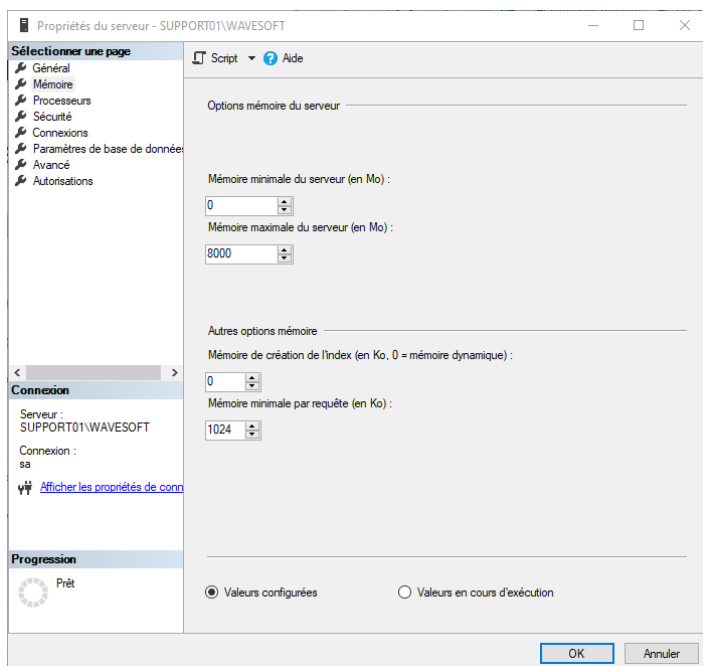 Propriétés du serveur - SUPPORT01\WAVESOFT
Sélectionner une page
Général
Mémoire
Processeurs
Sécurité
Connexions
Paramètres de base de donnée
Avancé
Autorisations
Script
Aide
Options mémoire du serveur
Mémoire minimale du serveur (en Mo) :
0
Mémoire maximale du serveur (en Mo) :
8000
Autres options mémoire
Mémoire de création de l'index (en Ko, 0 = mémoire dynamique) :
0
Mémoire minimale par requête (en Ko) :
1024
Connexion
Serveur :
SUPPORT01\WAVESOFT
Connexion :
sa
Afficher les propriétés de conn
Progression
Prêt
Valeurs configurées
Valeurs en cours d'exécution
OK
Annuler